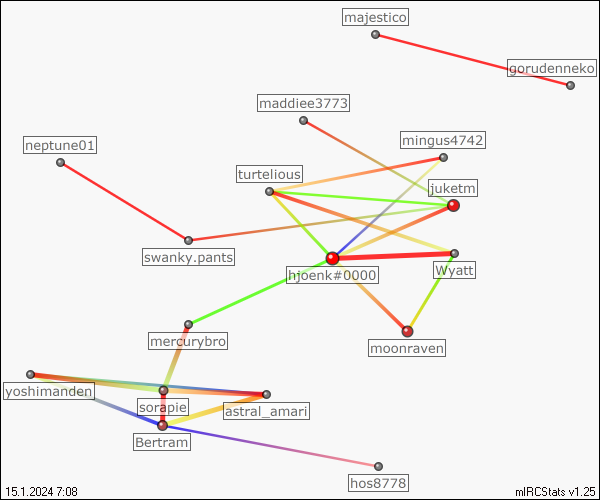 majestico
gorudenneko
maddiee3773
mingus4742
neptune01
turtelious
juketm
swanky.pants
Wyatt
hjoenk#0000
mercurybro
moonraven
yoshimanden
sorapie
astral_amari
Bertram
hos8778
15.1.2024 7:08
mIRCStats v1.25